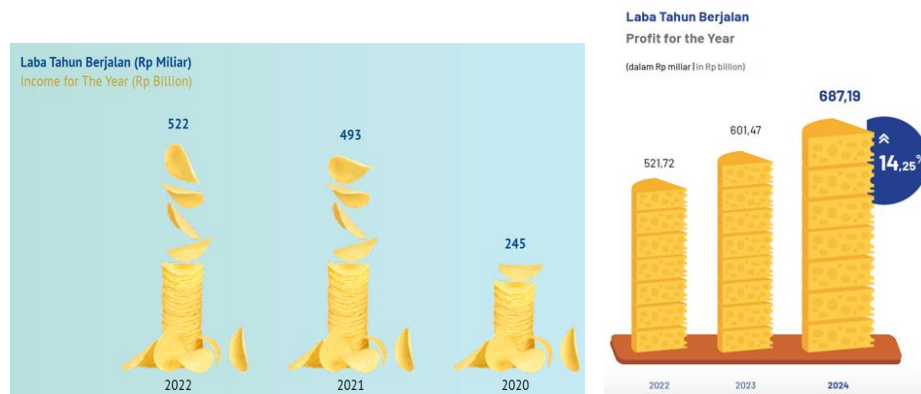 Laba Tahun Berjalan (Rp Miliar)
Income for The Year (Rp Billion)
522
493
245
2022
2021
2020
Laba Tahun Berjalan
Profit for the Year
(dalam Rp miliar | in Rp billion)
687,19
601,47
521,72
14,25%
2022
2023
2024